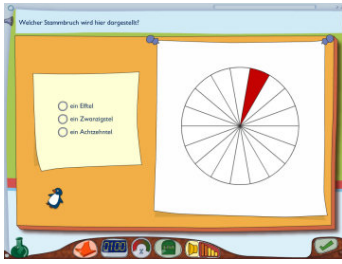 Welcher Stammbruch wird hier dargestellt?
ein Elftel
ein Zwanzigstel
ein Achtzehntel